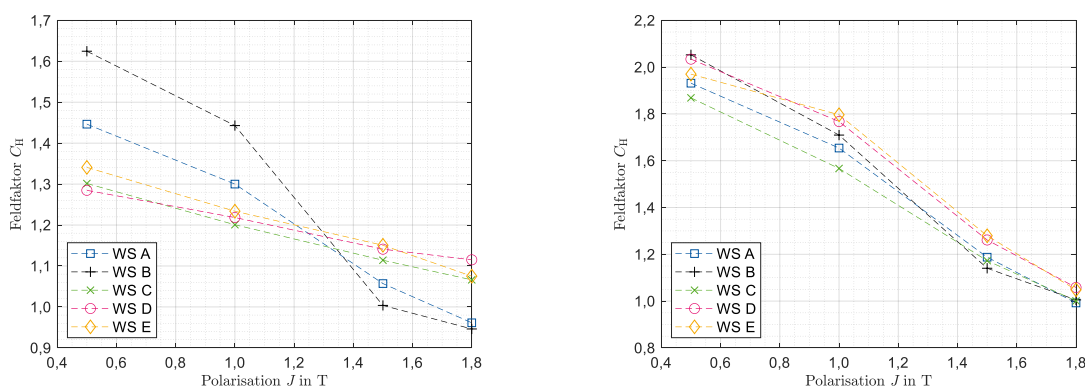 1,7
1,6
1,5
1,4
1,3
1,2
1,1
1,0
0,9
Feldfaktor C_H
WS A
WS B
WS C
WS D
WS E
0,4 0,6 0,8 1,0 1,2 1,4 1,6 1,8
Polarisation J in T
2,2
2,0
1,8
1,6
1,4
1,2
1,0
0,8
Feldfaktor C_H
WS A
WS B
WS C
WS D
WS E
0,4 0,6 0,8 1,0 1,2 1,4 1,6 1,8
Polarisation J in T